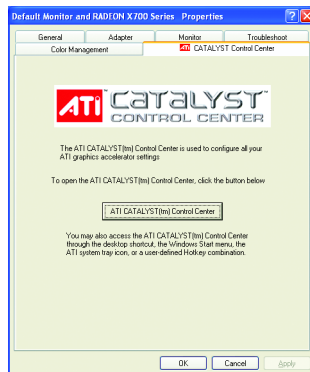 Default Monitor and RADEON X700 Series Properties
General Adapter Monitor Troubleshoot
Color Management ATI CATALYST Control Center
ATI CATALYST™
CONTROL CENTER
The ATI CATALYST(tm) Control Center is used to configure all your
ATI graphics accelerator settings
To open the ATI CATALYST(tm) Control Center, click the button below
ATI CATALYST(tm) Control Center
You may also access the ATI CATALYST(tm) Control Center
through the desktop shortcut, the Windows Start menu, the
ATI system tray icon, or a user-defined Hotkey combination.
OK Cancel Apply